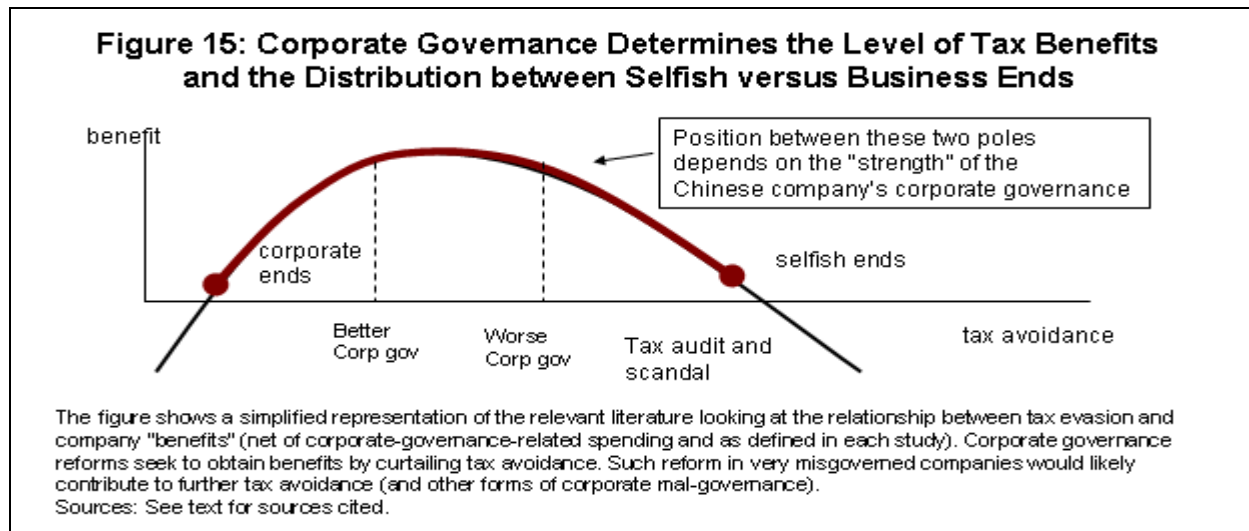 Figure 15: Corporate Governance Determines the Level of Tax Benefits
and the Distribution between Selfish versus Business Ends
benefit
Position between these two poles
depends on the "strength" of the
Chinese company's corporate governance
corporate
ends
selfish ends
Better
Corp gov
Worse
Corp gov
Tax audit and
scandal
tax avoidance
The figure shows a simplified representation of the relevant literature looking at the relationship between tax evasion and
company "benefits" (net of corporate-governance-related spending and as defined in each study). Corporate governance
reforms seek to obtain benefits by curtailing tax avoidance. Such reform in very misgoverned companies would likely
contribute to further tax avoidance (and other forms of corporate mal-governance).
Sources: See text for sources cited.